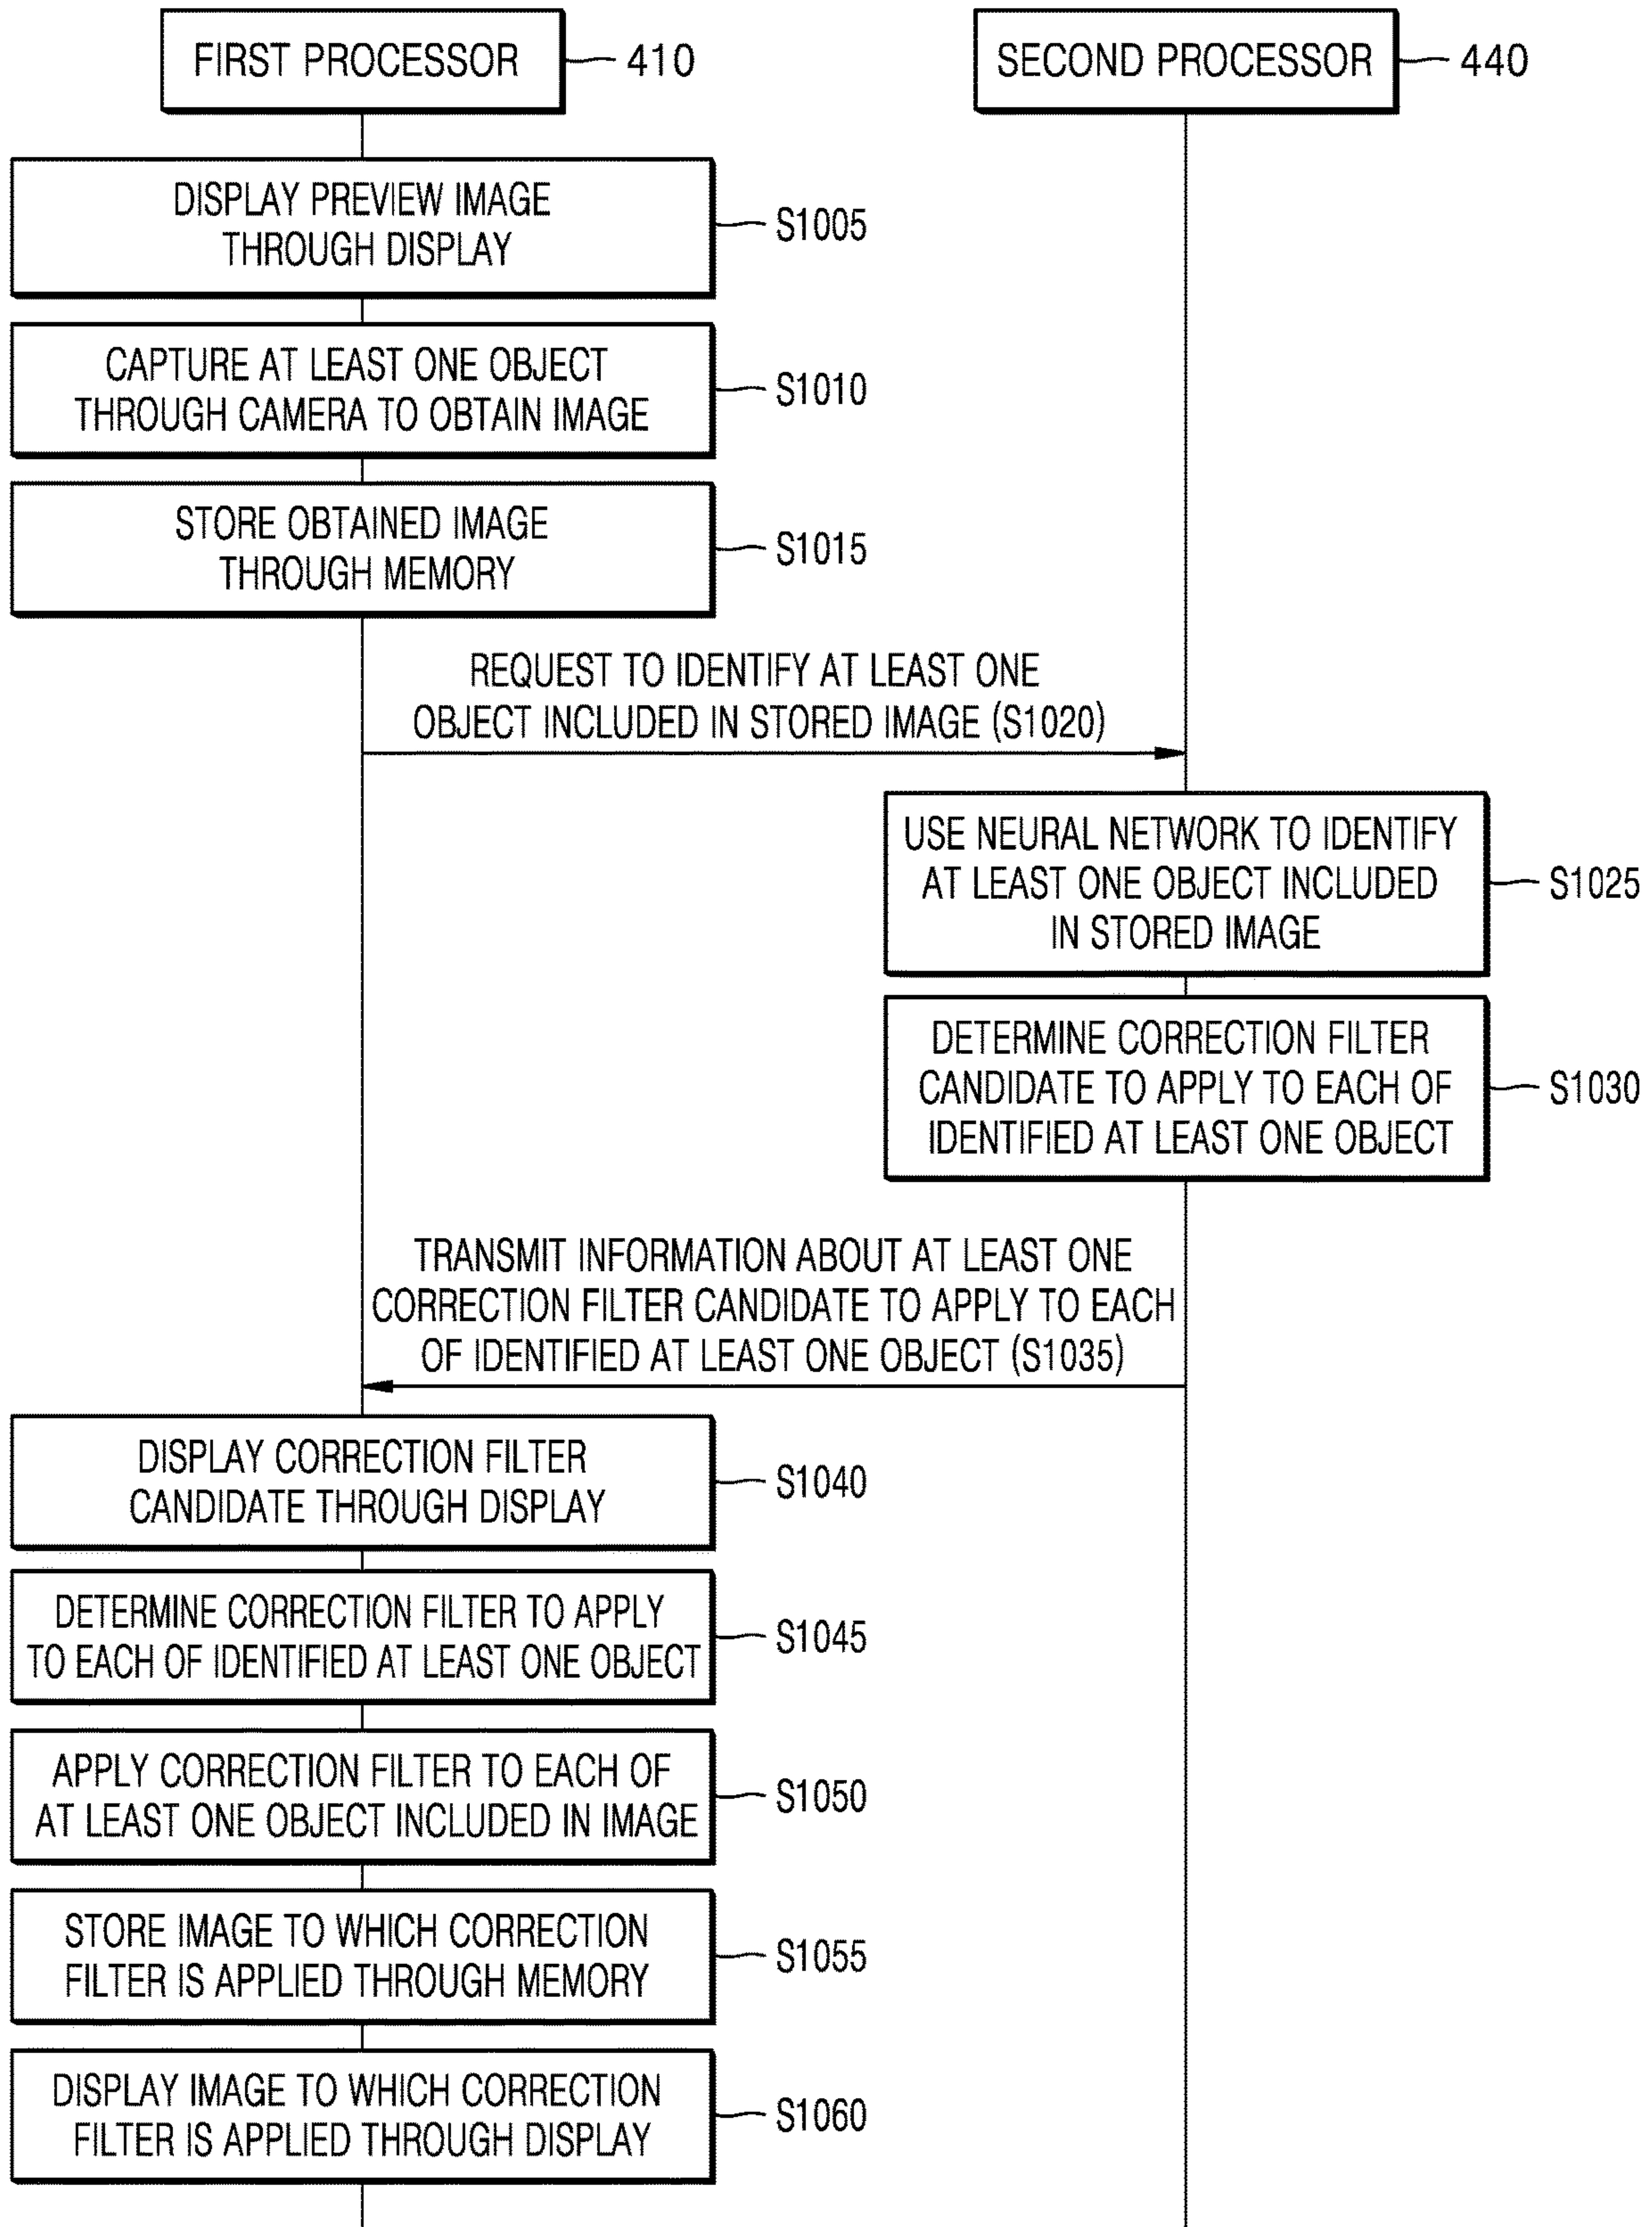 FIRST PROCESSOR 410
SECOND PROCESSOR 440
DISPLAY PREVIEW IMAGE
THROUGH DISPLAY
S1005
CAPTURE AT LEAST ONE OBJECT
THROUGH CAMERA TO OBTAIN IMAGE
S1010
STORE OBTAINED IMAGE
THROUGH MEMORY
S1015
REQUEST TO IDENTIFY AT LEAST ONE
OBJECT INCLUDED IN STORED IMAGE (S1020)
USE NEURAL NETWORK TO IDENTIFY
AT LEAST ONE OBJECT INCLUDED
IN STORED IMAGE
S1025
DETERMINE CORRECTION FILTER
CANDIDATE TO APPLY TO EACH OF
IDENTIFIED AT LEAST ONE OBJECT
S1030
TRANSMIT INFORMATION ABOUT AT LEAST ONE
CORRECTION FILTER CANDIDATE TO APPLY TO EACH
OF IDENTIFIED AT LEAST ONE OBJECT (S1035)
DISPLAY CORRECTION FILTER
CANDIDATE THROUGH DISPLAY
S1040
DETERMINE CORRECTION FILTER TO APPLY
TO EACH OF IDENTIFIED AT LEAST ONE OBJECT
S1045
APPLY CORRECTION FILTER TO EACH OF
AT LEAST ONE OBJECT INCLUDED IN IMAGE
S1050
STORE IMAGE TO WHICH CORRECTION
FILTER IS APPLIED THROUGH MEMORY
S1055
DISPLAY IMAGE TO WHICH CORRECTION
FILTER IS APPLIED THROUGH DISPLAY
S1060